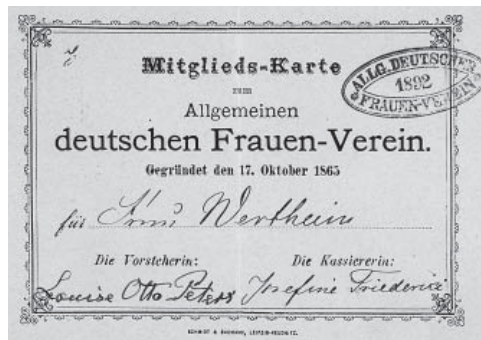 Mitglieds-Karte
zum
Allgemeinen
deutschen Frauen-Verein.
Gegründet den 17. Oktober 1865
für Frau Wertheim
Die Vorsteherin: Die Kassiererin:
Louise Otto-Peters Josefine Friederici
ALLG. DEUTSCHER
1892
FRAUEN-VEREIN